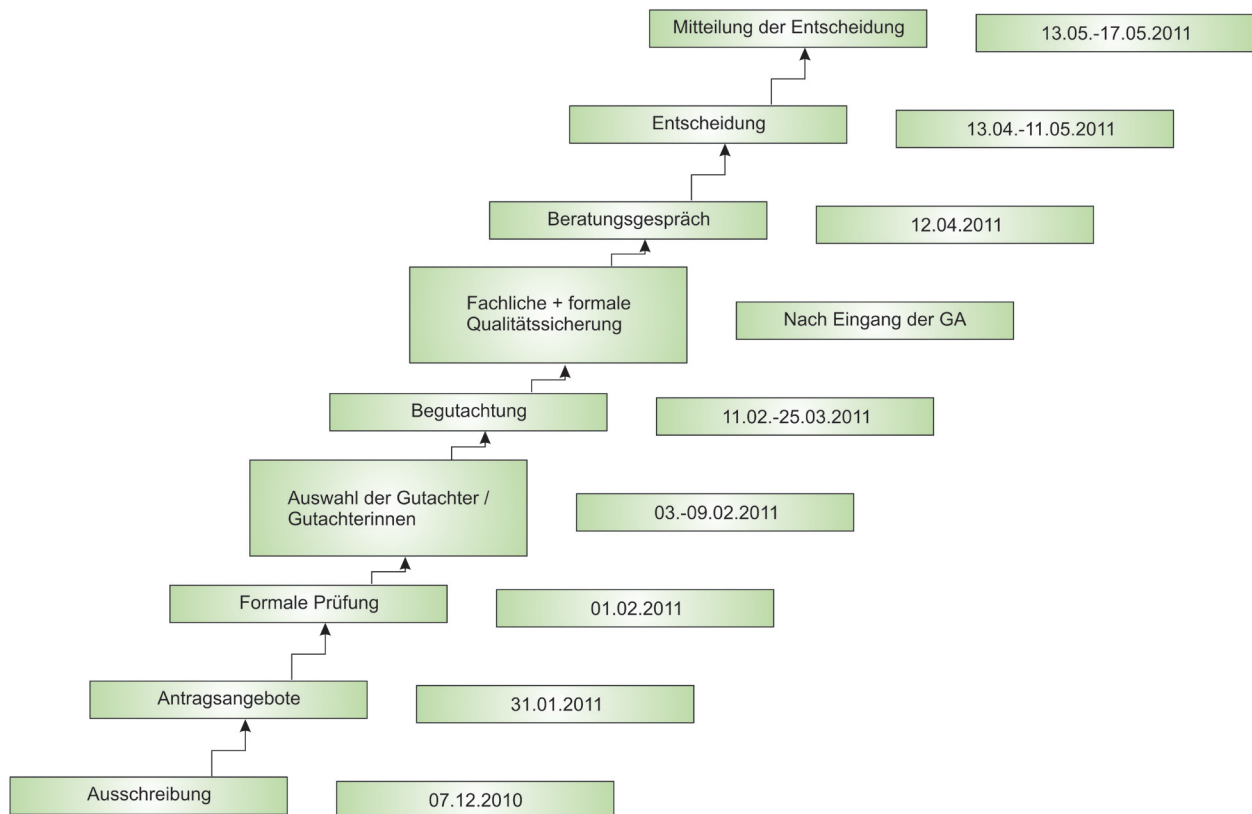 Mitteilung der Entscheidung
13.05.-17.05.2011
Entscheidung
13.04.-11.05.2011
Beratungsgespräch
12.04.2011
Fachliche + formale
Qualitätssicherung
Nach Eingang der GA
Begutachtung
11.02.-25.03.2011
Auswahl der Gutachter /
Gutachterinnen
03.-09.02.2011
Formale Prüfung
01.02.2011
Antragsangebote
31.01.2011
Ausschreibung
07.12.2010